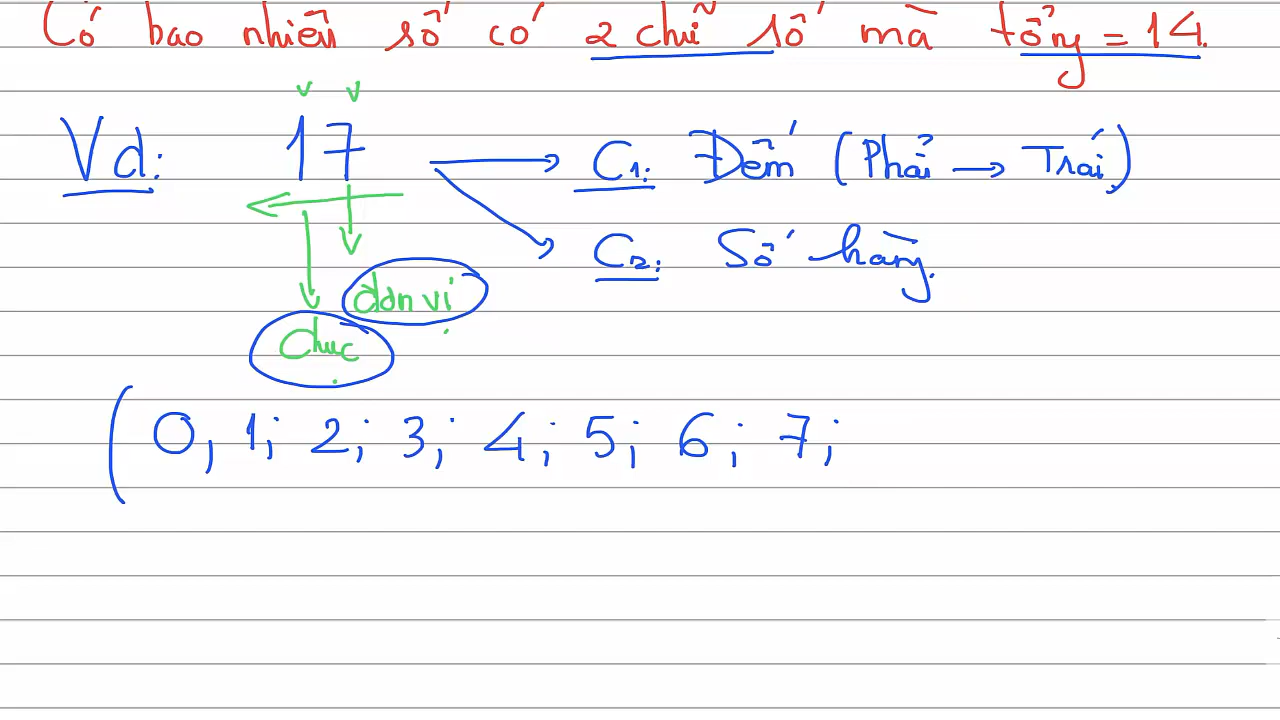 Có bao nhiêu số có 2 chữ số mà tổng = 14.
Vd: 17 → C1: Đếm (Phải → Trái)
C2: Số hàng.
đơn vị
chục
(0, 1; 2; 3; 4; 5; 6; 7;